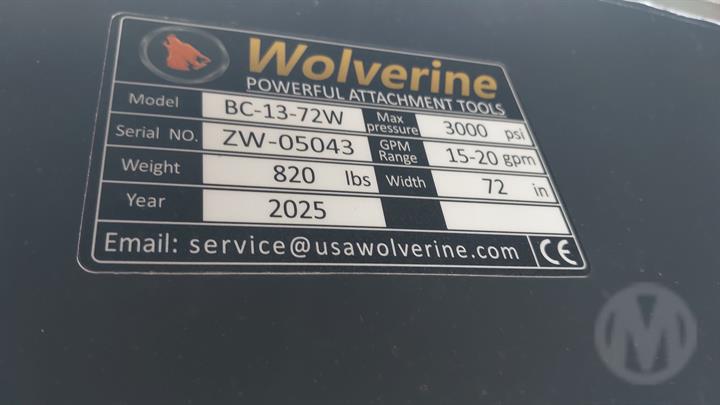 Wolverine
POWERFUL ATTACHMENT TOOLS
Model BC-13-72W Max pressure 3000 psi
Serial NO. ZW-05043 GPM Range 15-20 gpm
Weight 820 lbs Width 72 in
Year 2025
Email: service@usawolverine.com CE
M